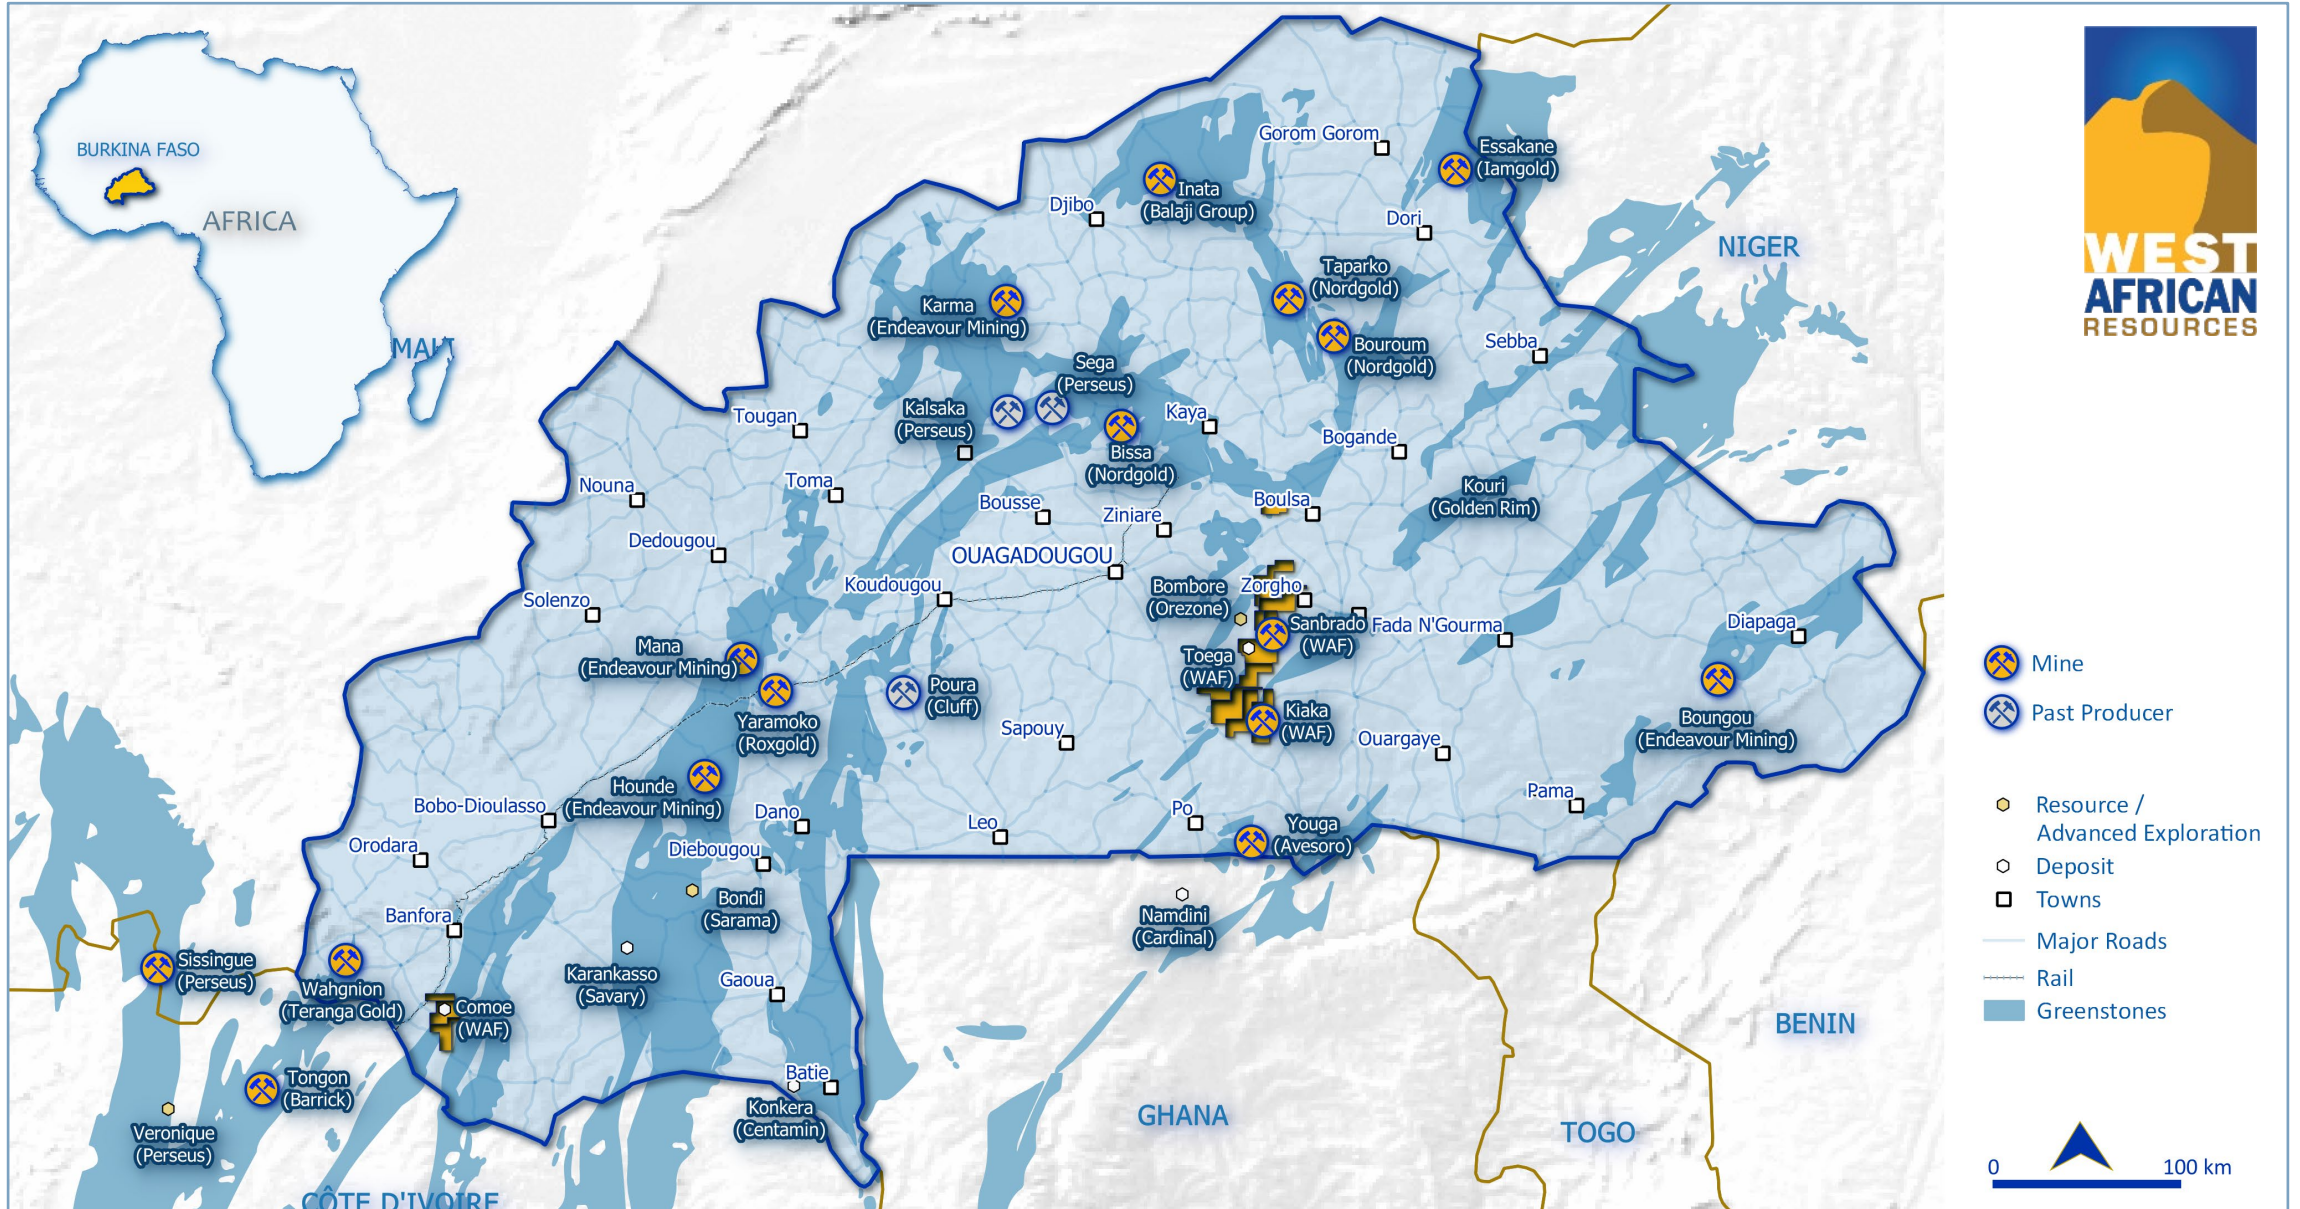 BURKINA FASO
AFRICA
MALI
NIGER
BENIN
TOGO
GHANA
CÔTE D'IVOIRE
Gorom Gorom
Essakane
(Iamgold)
Inata
(Balaji Group)
Djibo
Dori
Taparko
(Nordgold)
Karma
(Endeavour Mining)
Bouroum
(Nordgold)
Sebba
Sega
(Perseus)
Kalsaka
(Perseus)
Tougan
Kaya
Bogande
Bissa
(Nordgold)
Nouna
Toma
Bousse
Ziniare
Boulsa
Kouri
(Golden Rim)
Dedougou
OUAGADOUGOU
Koudougou
Bombore
(Orezone)
Zorgho
Solenzo
Sanbrado
(WAF)
Fada N'Gourma
Diapaga
Mana
(Endeavour Mining)
Toega
(WAF)
Yaramoko
(Roxgold)
Poura
(Cluff)
Kiaka
(WAF)
Sapouy
Ouargaye
Boungou
(Endeavour Mining)
Hounde
(Endeavour Mining)
Bobo-Dioulasso
Dano
Leo
Po
Youga
(Avesoro)
Pama
Orodara
Diebougou
Bondi
(Sarama)
Banfora
Namdini
(Cardinal)
Sissingue
(Perseus)
Wahgnion
(Teranga Gold)
Karankasso
(Savary)
Gaoua
Comoe
(WAF)
Tongon
(Barrick)
Batie
Konkera
(Centamin)
Veronique
(Perseus)
WEST
AFRICAN
RESOURCES
Mine
Past Producer
Resource /
Advanced Exploration
Deposit
Towns
Major Roads
Rail
Greenstones
0 100 km